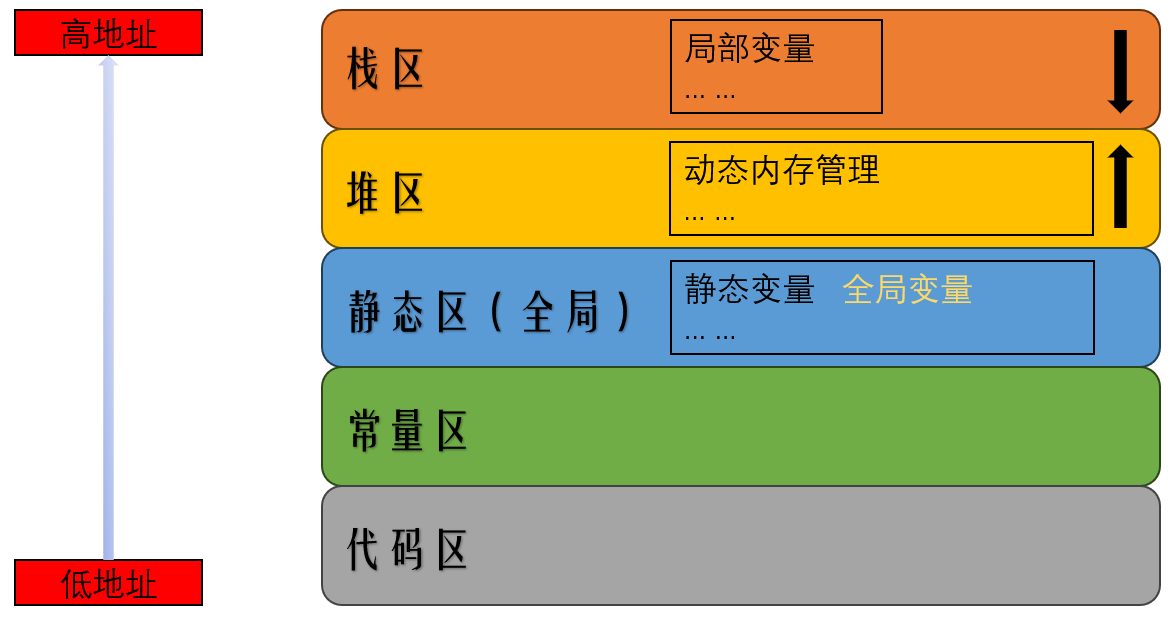 高地址
栈区
局部变量
... ...
堆区
动态内存管理
... ...
静态区(全局)
静态变量 全局变量
... ...
常量区
代码区
低地址